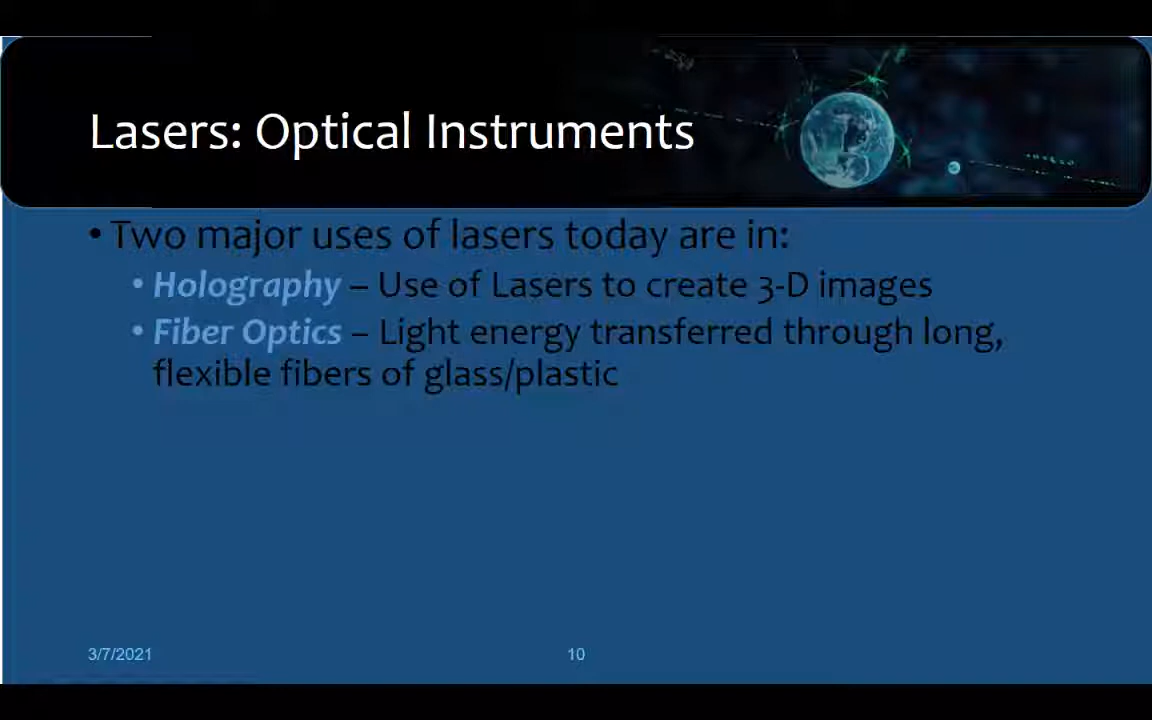 Lasers: Optical Instruments
• Two major uses of lasers today are in:
• Holography – Use of Lasers to create 3-D images
• Fiber Optics – Light energy transferred through long,
flexible fibers of glass/plastic
3/7/2021
10